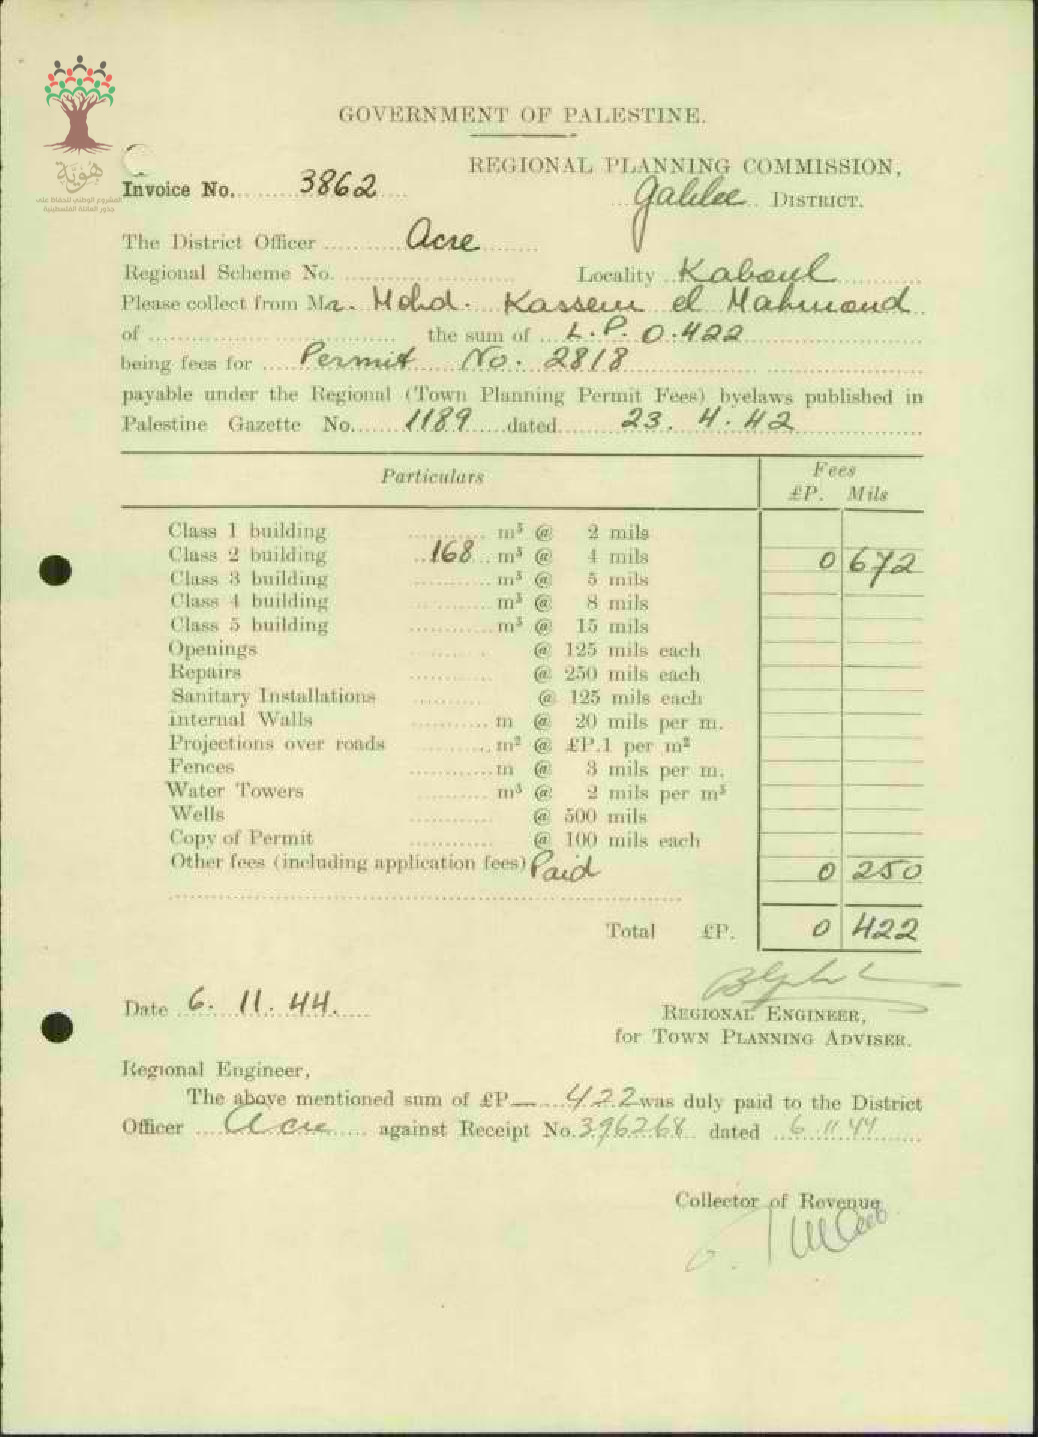 GOVERNMENT OF PALESTINE.
هُوِيَّة
المشروع الوطني للحفاظ على
جذور العائلة الفلسطينية
REGIONAL PLANNING COMMISSION,
Invoice No. 3862
Galilee DISTRICT.
The District Officer Acre
Regional Scheme No. Locality Kaboul
Please collect from Mr. Mohd. Kassem el Mahmoud
of the sum of L.P. 0.422
being fees for Permit No. 2818
payable under the Regional (Town Planning Permit Fees) byelaws published in
Palestine Gazette No. 1189 dated 23. 4. 42
Particulars Fees
£P. Mils
Class 1 building m³ @ 2 mils
Class 2 building 168 m³ @ 4 mils 0 672
Class 3 building m³ @ 5 mils
Class 4 building m³ @ 8 mils
Class 5 building m³ @ 15 mils
Openings @ 125 mils each
Repairs @ 250 mils each
Sanitary Installations @ 125 mils each
Internal Walls m @ 20 mils per m.
Projections over roads m² @ £P.1 per m²
Fences m @ 3 mils per m.
Water Towers m³ @ 2 mils per m³
Wells @ 500 mils
Copy of Permit @ 100 mils each
Other fees (including application fees) Paid 0 250
Total £P. 0 422
Date 6. 11. 44.
REGIONAL ENGINEER,
for TOWN PLANNING ADVISER.
Regional Engineer,
The above mentioned sum of £P—.422 was duly paid to the District
Officer Acre against Receipt No. 396268 dated 6 11 44
Collector of Revenue